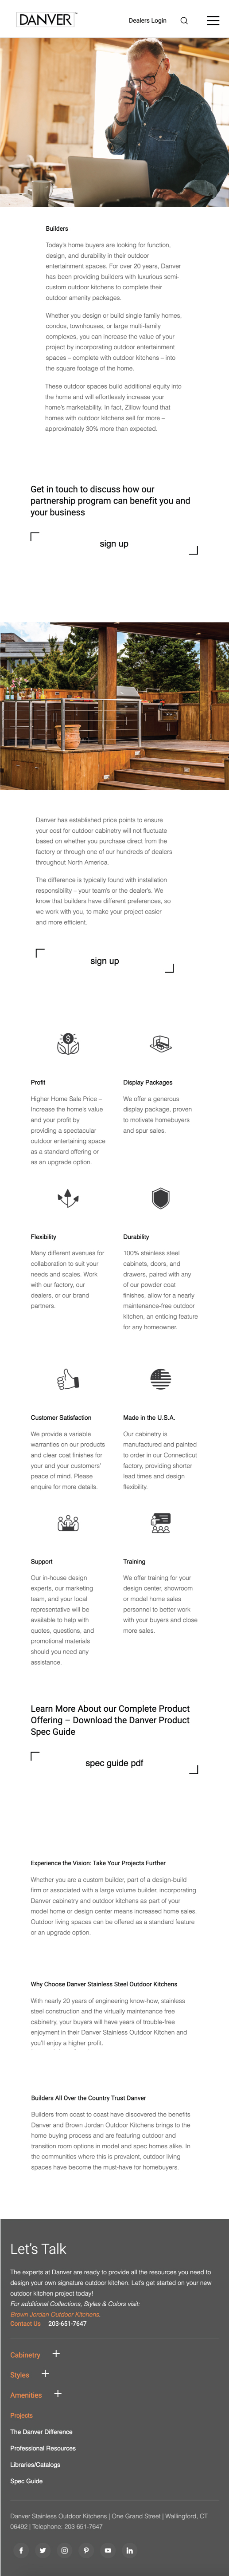 DANVER
Dealers Login
Builders
Today's home buyers are looking for function,
design, and durability in their outdoor
entertainment spaces. For over 20 years, Danver
has been providing builders with luxurious semi-
custom outdoor kitchens to complete their
outdoor amenity packages.
Whether you design or build single family homes,
condos, townhouses, or large multi-family
complexes, you can increase the value of your
project by incorporating outdoor entertainment
spaces – complete with outdoor kitchens – into
the square footage of the home.
These outdoor spaces build additional equity into
the home and will effortlessly increase your
home's marketability. In fact, Zillow found that
homes with outdoor kitchens sell for more –
approximately 30% more than expected.
Get in touch to discuss how our
partnership program can benefit you and
your business
sign up
Danver has established price points to ensure
your cost for outdoor cabinetry will not fluctuate
based on whether you purchase direct from the
factory or through one of our hundreds of dealers
throughout North America.
The difference is typically found with installation
responsibility – your team's or the dealer's. We
know that builders have different preferences, so
we work with you, to make your project easier
and more efficient.
sign up
Profit
Higher Home Sale Price –
Increase the home's value
and your profit by
providing a spectacular
outdoor entertaining space
as a standard offering or
as an upgrade option.
Display Packages
We offer a generous
display package, proven
to motivate homebuyers
and spur sales.
Flexibility
Many different avenues for
collaboration to suit your
needs and scales. Work
with our factory, our
dealers, or our brand
partners.
Durability
100% stainless steel
cabinets, doors, and
drawers, paired with any
of our powder coat
finishes, allow for a nearly
maintenance-free outdoor
kitchen, an enticing feature
for any homeowner.
Customer Satisfaction
We provide a variable
warranties on our products
and clear coat finishes for
your and your customers'
peace of mind. Please
enquire for more details.
Made in the U.S.A.
Our cabinetry is
manufactured and painted
to order in our Connecticut
factory, providing shorter
lead times and design
flexibility.
Support
Our in-house design
experts, our marketing
team, and your local
representative will be
available to help with
quotes, questions, and
promotional materials
should you need any
assistance.
Training
We offer training for your
design center, showroom
or model home sales
personnel to better work
with your buyers and close
more sales.
Learn More About our Complete Product
Offering – Download the Danver Product
Spec Guide
spec guide pdf
Experience the Vision: Take Your Projects Further
Whether you are a custom builder, part of a design-build
firm or associated with a large volume builder, incorporating
Danver cabinetry and outdoor kitchens as part of your
model home or design center means increased home sales.
Outdoor living spaces can be offered as a standard feature
or an upgrade option.
Why Choose Danver Stainless Steel Outdoor Kitchens
With nearly 20 years of engineering know-how, stainless
steel construction and the virtually maintenance free
cabinetry, your buyers will have years of trouble-free
enjoyment in their Danver Stainless Outdoor Kitchen and
you'll enjoy a higher profit.
Builders All Over the Country Trust Danver
Builders from coast to coast have discovered the benefits
Danver and Brown Jordan Outdoor Kitchens brings to the
home buying process and are featuring outdoor and
transition room options in model and spec homes alike. In
the communities where this is prevalent, outdoor living
spaces have become the must-have for homebuyers.
Let's Talk
The experts at Danver are ready to provide all the resources you need to
design your own signature outdoor kitchen. Let's get started on your new
outdoor kitchen project today!
For additional Collections, Styles & Colors visit:
Brown Jordan Outdoor Kitchens.
Contact Us 203-651-7647
Cabinetry +
Styles +
Amenities +
Projects
The Danver Difference
Professional Resources
Libraries/Catalogs
Spec Guide
Danver Stainless Outdoor Kitchens | One Grand Street | Wallingford, CT
06492 | Telephone: 203 651-7647